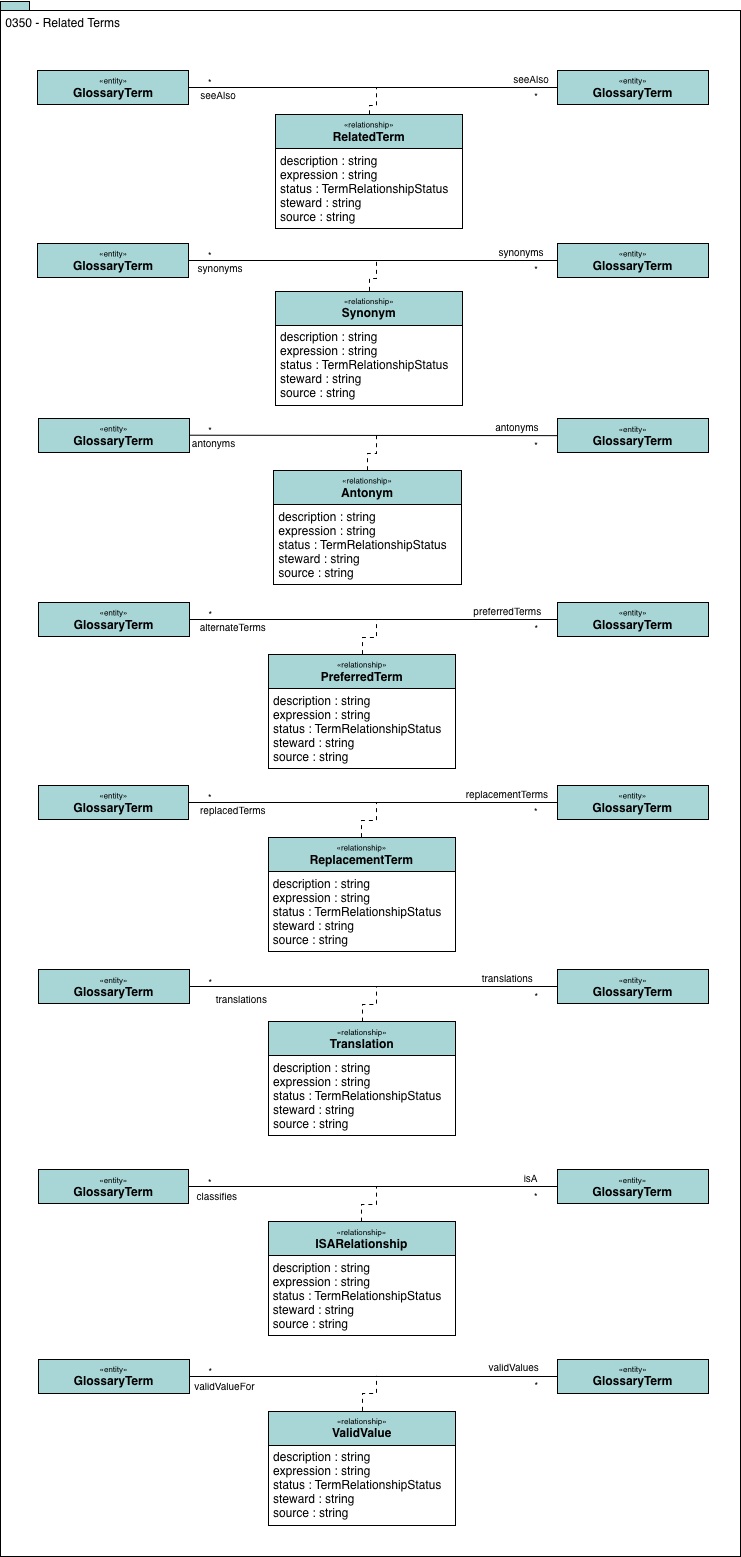 0350 - Related Terms
«entity»
GlossaryTerm
*
seeAlso
seeAlso
*
«entity»
GlossaryTerm
«relationship»
RelatedTerm
description : string
expression : string
status : TermRelationshipStatus
steward : string
source : string
«entity»
GlossaryTerm
*
synonyms
synonyms
*
«entity»
GlossaryTerm
«relationship»
Synonym
description : string
expression : string
status : TermRelationshipStatus
steward : string
source : string
«entity»
GlossaryTerm
*
antonyms
antonyms
*
«entity»
GlossaryTerm
«relationship»
Antonym
description : string
expression : string
status : TermRelationshipStatus
steward : string
source : string
«entity»
GlossaryTerm
*
alternateTerms
preferredTerms
*
«entity»
GlossaryTerm
«relationship»
PreferredTerm
description : string
expression : string
status : TermRelationshipStatus
steward : string
source : string
«entity»
GlossaryTerm
*
replacedTerms
replacementTerms
*
«entity»
GlossaryTerm
«relationship»
ReplacementTerm
description : string
expression : string
status : TermRelationshipStatus
steward : string
source : string
«entity»
GlossaryTerm
*
translations
translations
*
«entity»
GlossaryTerm
«relationship»
Translation
description : string
expression : string
status : TermRelationshipStatus
steward : string
source : string
«entity»
GlossaryTerm
*
classifies
isA
*
«entity»
GlossaryTerm
«relationship»
ISARelationship
description : string
expression : string
status : TermRelationshipStatus
steward : string
source : string
«entity»
GlossaryTerm
*
validValueFor
validValues
*
«entity»
GlossaryTerm
«relationship»
ValidValue
description : string
expression : string
status : TermRelationshipStatus
steward : string
source : string